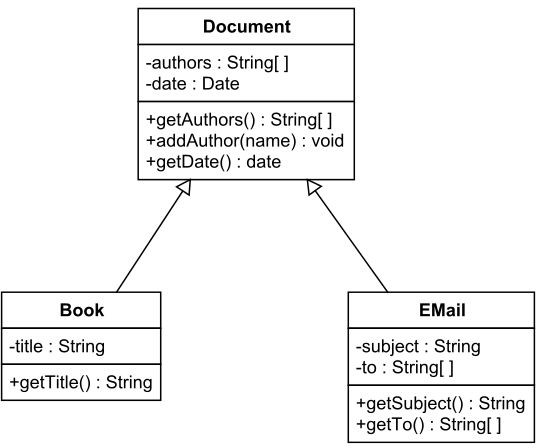 Document
-authors : String[ ]
-date : Date
+getAuthors() : String[ ]
+addAuthor(name) : void
+getDate() : date
Book
-title : String
+getTitle() : String
EMail
-subject : String
-to : String[ ]
+getSubject() : String
+getTo() : String[ ]